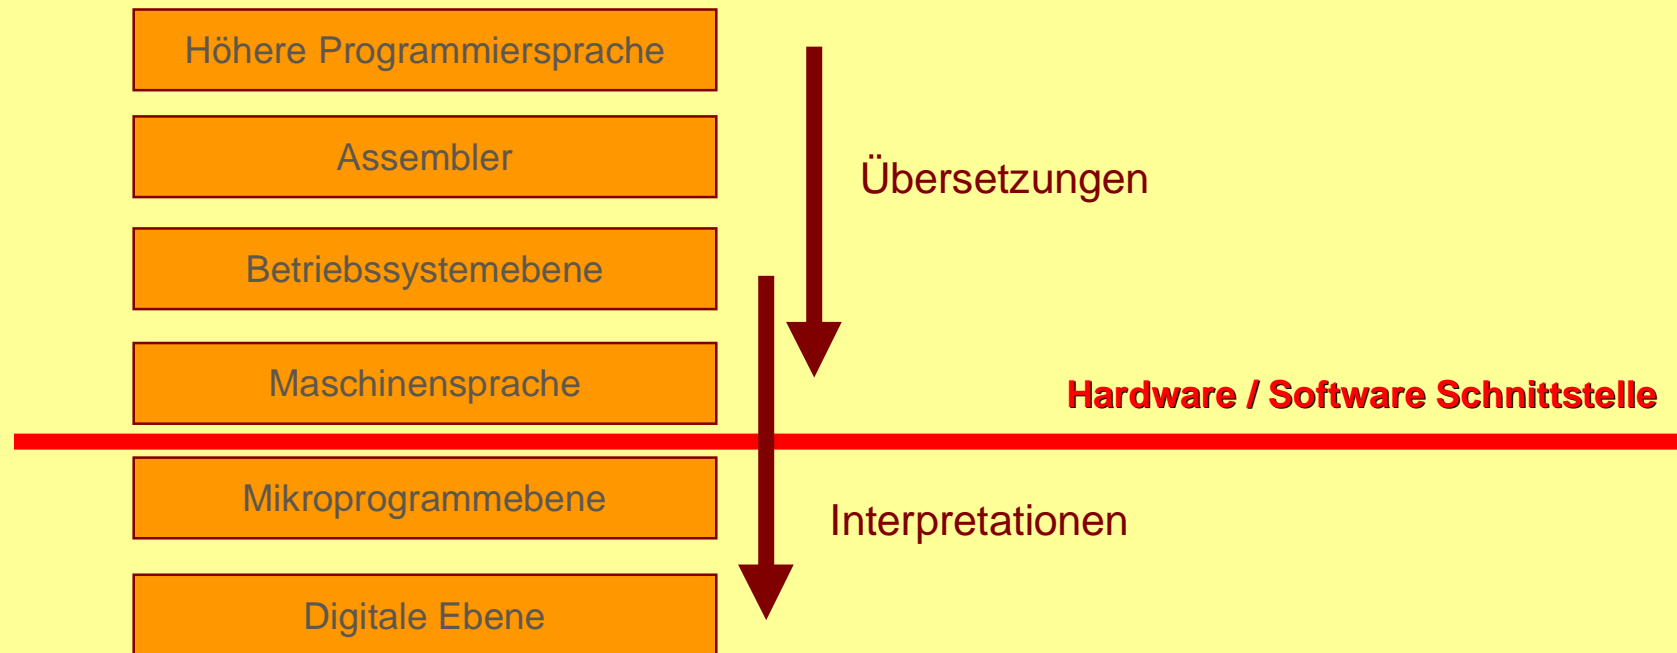 Höhere Programmiersprache
Assembler
Übersetzungen
Betriebssystemebene
Maschinensprache
Hardware / Software Schnittstelle
Mikroprogrammebene
Interpretationen
Digitale Ebene